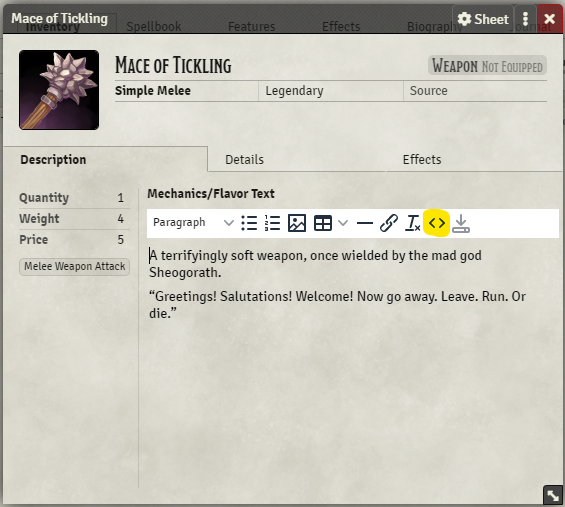 Mace of Tickling
Sheet
Inventory Spellbook Features Effects Biography Journal
Mace of Tickling
Weapon Not Equipped
Simple Melee Legendary Source
Description Details Effects
Quantity 1
Weight 4
Price 5
Melee Weapon Attack
Mechanics/Flavor Text
Paragraph
A terrifyingly soft weapon, once wielded by the mad god
Sheogorath.
“Greetings! Salutations! Welcome! Now go away. Leave. Run. Or
die.”